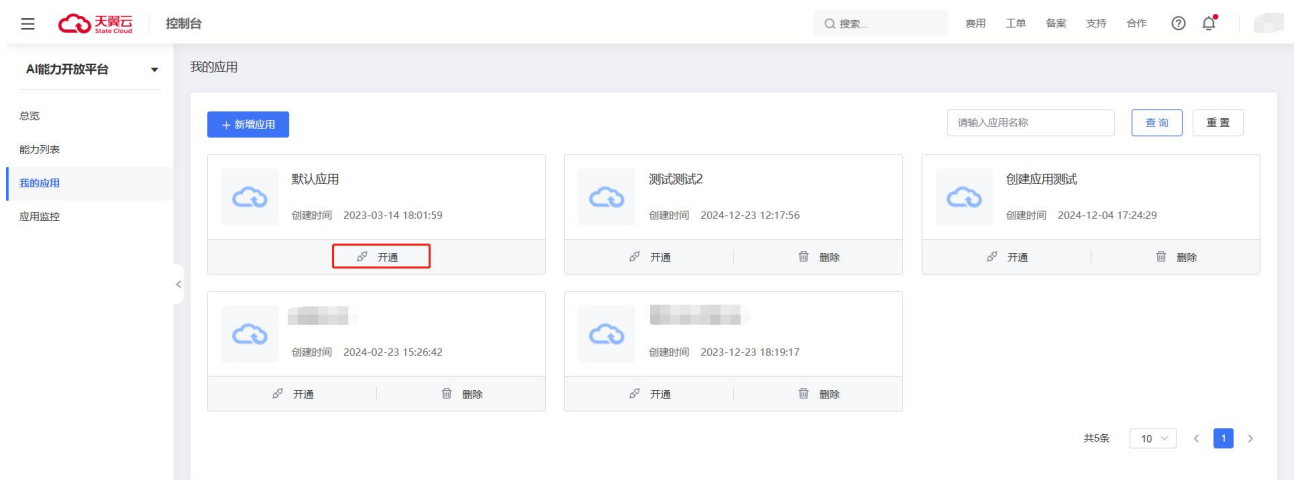 天翼云 State Cloud 控制台 搜索... 费用 工单 备案 支持 合作
AI能力开放平台 我的应用
总览
能力列表
我的应用
应用监控
+ 新增应用 请输入应用名称 查询 重置
默认应用 测试测试2 创建应用测试
创建时间 2023-03-14 18:01:59 创建时间 2024-12-23 12:17:56 创建时间 2024-12-04 17:24:29
开通 开通 删除 开通 删除
创建时间 2024-02-23 15:26:42 创建时间 2023-12-23 18:19:17
开通 删除 开通 删除
共5条 10 < 1 >